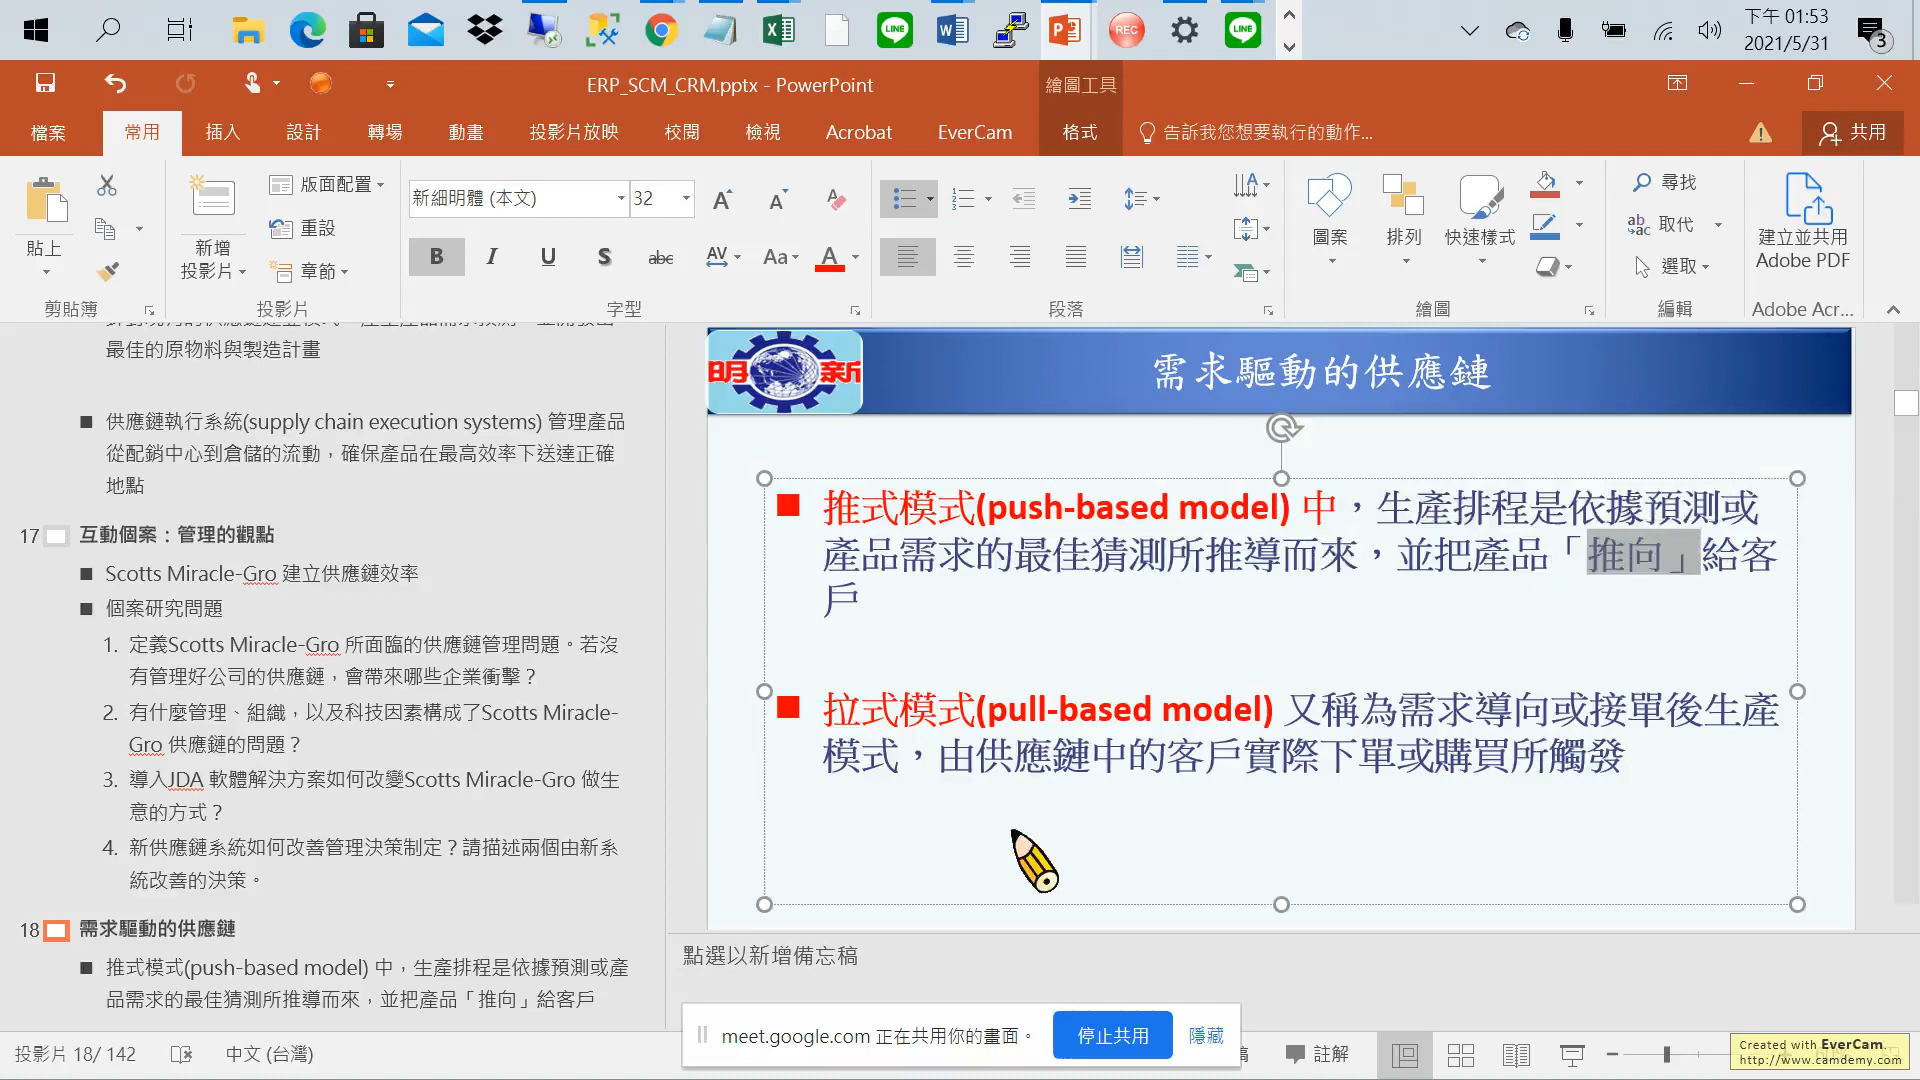 下午 01:53
2021/5/31
3
ERP_SCM_CRM.pptx - PowerPoint
繪圖工具
檔案
常用
插入
設計
轉場
動畫
投影片放映
校閱
檢視
Acrobat
EverCam
格式
告訴我您想要執行的動作...
共用
貼上
剪貼簿
新增
投影片
版面配置
重設
章節
投影片
新細明體 (本文)
32
字型
段落
圖案
排列
快速樣式
繪圖
尋找
取代
選取
編輯
建立並共用
Adobe PDF
Adobe Acr...
最佳的原物料與製造計畫
■ 供應鏈執行系統(supply chain execution systems) 管理產品
從配銷中心到倉儲的流動，確保產品在最高效率下送達正確
地點
17 互動個案：管理的觀點
■ Scotts Miracle-Gro 建立供應鏈效率
■ 個案研究問題
1. 定義Scotts Miracle-Gro 所面臨的供應鏈管理問題。若沒
有管理好公司的供應鏈，會帶來哪些企業衝擊？
2. 有什麼管理、組織，以及科技因素構成了Scotts Miracle-
Gro 供應鏈的問題？
3. 導入JDA 軟體解決方案如何改變Scotts Miracle-Gro 做生
意的方式？
4. 新供應鏈系統如何改善管理決策制定？請描述兩個由新系
統改善的決策。
18 需求驅動的供應鏈
■ 推式模式(push-based model) 中，生產排程是依據預測或產
品需求的最佳猜測所推導而來，並把產品「推向」給客戶
明新
需求驅動的供應鏈
■ 推式模式(push-based model) 中，生產排程是依據預測或
產品需求的最佳猜測所推導而來，並把產品「推向」給客
戶
■ 拉式模式(pull-based model) 又稱為需求導向或接單後生產
模式，由供應鏈中的客戶實際下單或購買所觸發
點選以新增備忘稿
meet.google.com 正在共用你的畫面。
停止共用
隱藏
投影片 18/ 142
中文 (台灣)
註解
Created with EverCam.
http://www.camdemy.com